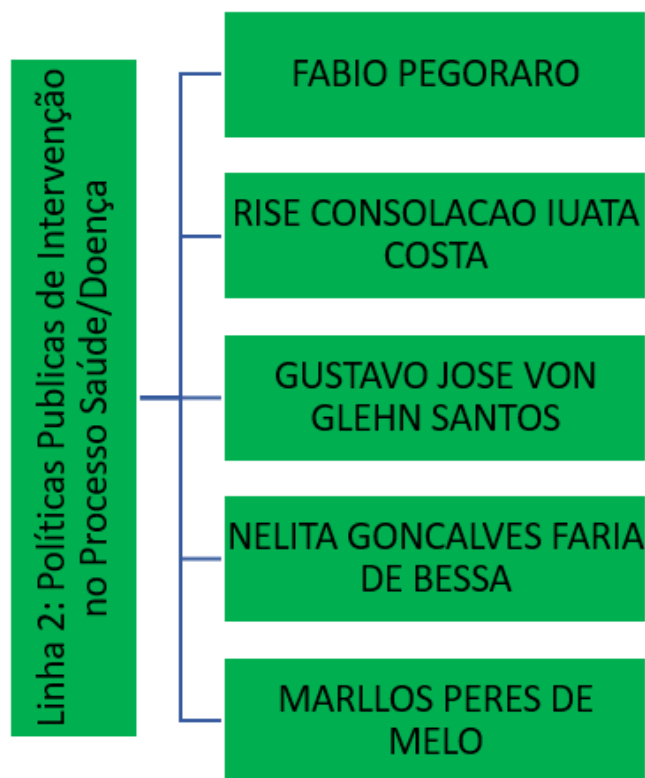 Linha 2: Políticas Publicas de Intervenção
no Processo Saúde/Doença
FABIO PEGORARO
RISE CONSOLACAO IUATA
COSTA
GUSTAVO JOSE VON
GLEHN SANTOS
NELITA GONCALVES FARIA
DE BESSA
MARLLOS PERES DE
MELO